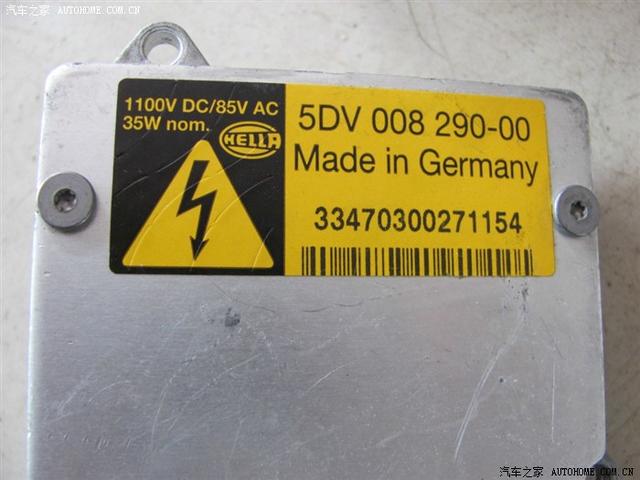 汽车之家 AUTOHOME.COM.CN
1100V DC/85V AC
35W nom.
HELLA
5DV 008 290-00
Made in Germany
33470300271154
汽车之家 AUTOHOME.COM.CN